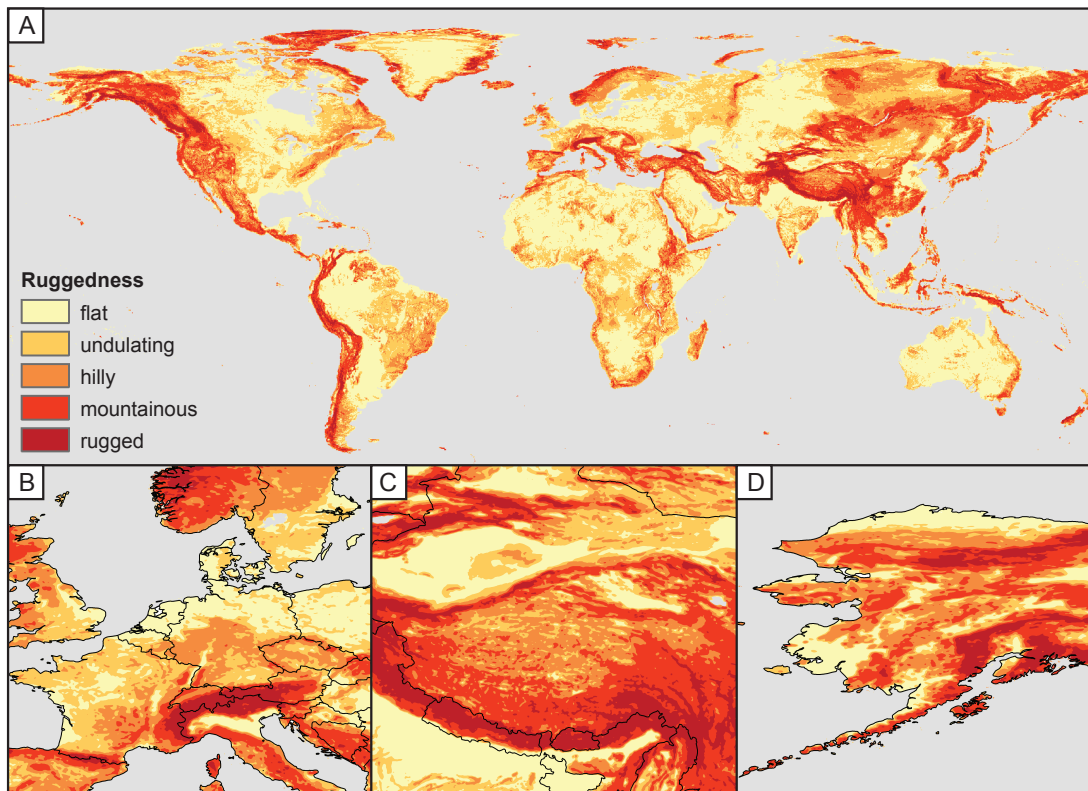 A
Ruggedness
flat
undulating
hilly
mountainous
rugged
B
C
D